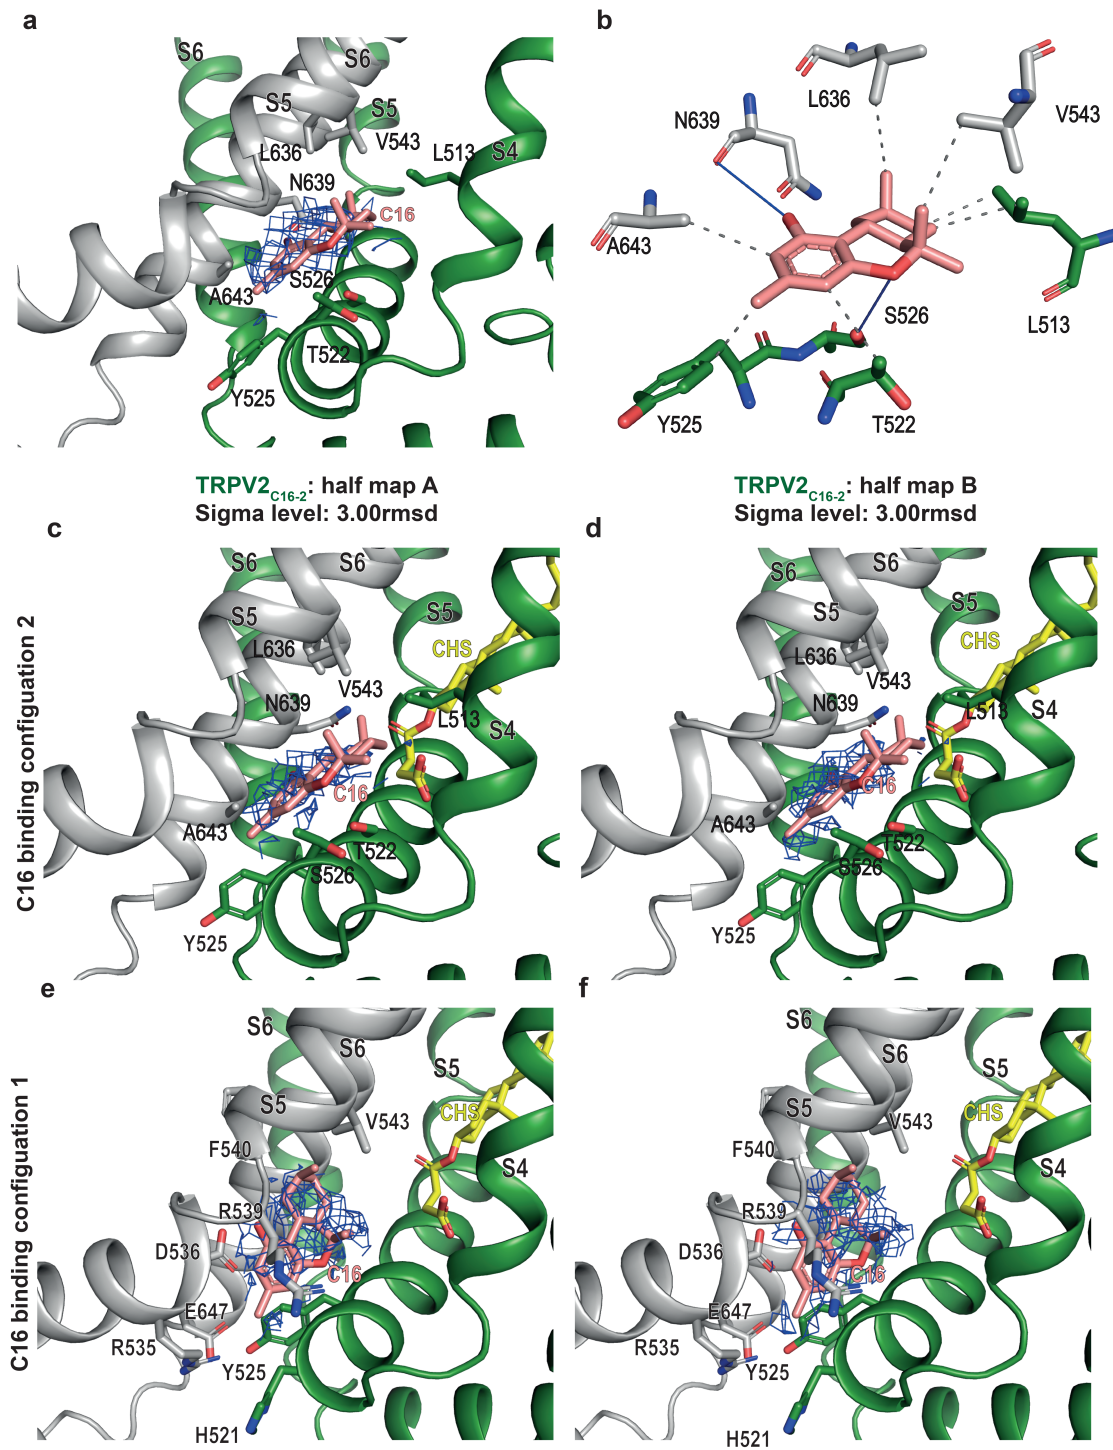 a
S6
S6
S5
S5
L636
V543
L513
S4
N639
C16
S526
A643
T522
Y525
b
L636
V543
N639
A643
S526
L513
Y525
T522
TRPV2C16-2: half map A
Sigma level: 3.00rmsd
TRPV2C16-2: half map B
Sigma level: 3.00rmsd
C16 binding configuation 2
c
S6
S6
S5
S5
L636
CHS
V543
N639
L513
S4
C16
A643
T522
S526
Y525
d
S6
S6
S5
S5
CHS
L636
V543
N639
L513
S4
C16
A643
T522
S526
Y525
C16 binding configuation 1
e
S6
S6
S5
S5
CHS
V543
F540
S4
R539
D536
C16
E647
R535
Y525
H521
f
S6
S6
S5
S5
CHS
V543
F540
S4
R539
D536
C16
E647
R535
Y525
H521